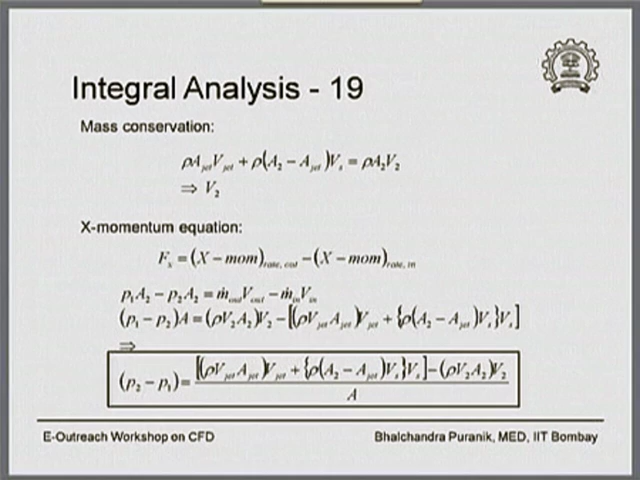 Integral Analysis - 19
Mass conservation:
ρA_jet V_jet + ρ(A_2 − A_jet)V_s = ρA_2V_2
⇒ V_2
X-momentum equation:
F_x = (X − mom)_rate, out − (X − mom)_rate, in
p_1A_2 − p_2A_2 = ṁ_out V_out − ṁ_in V_in
(p_1 − p_2)A = (ρV_2A_2)V_2 − [(ρV_jet A_jet)V_jet + {ρ(A_2 − A_jet)V_s}V_s]
⇒
(p_2 − p_1) = [(ρV_jet A_jet)V_jet + {ρ(A_2 − A_jet)V_s}V_s] − (ρV_2A_2)V_2 / A
E-Outreach Workshop on CFD
Bhalchandra Puranik, MED, IIT Bombay